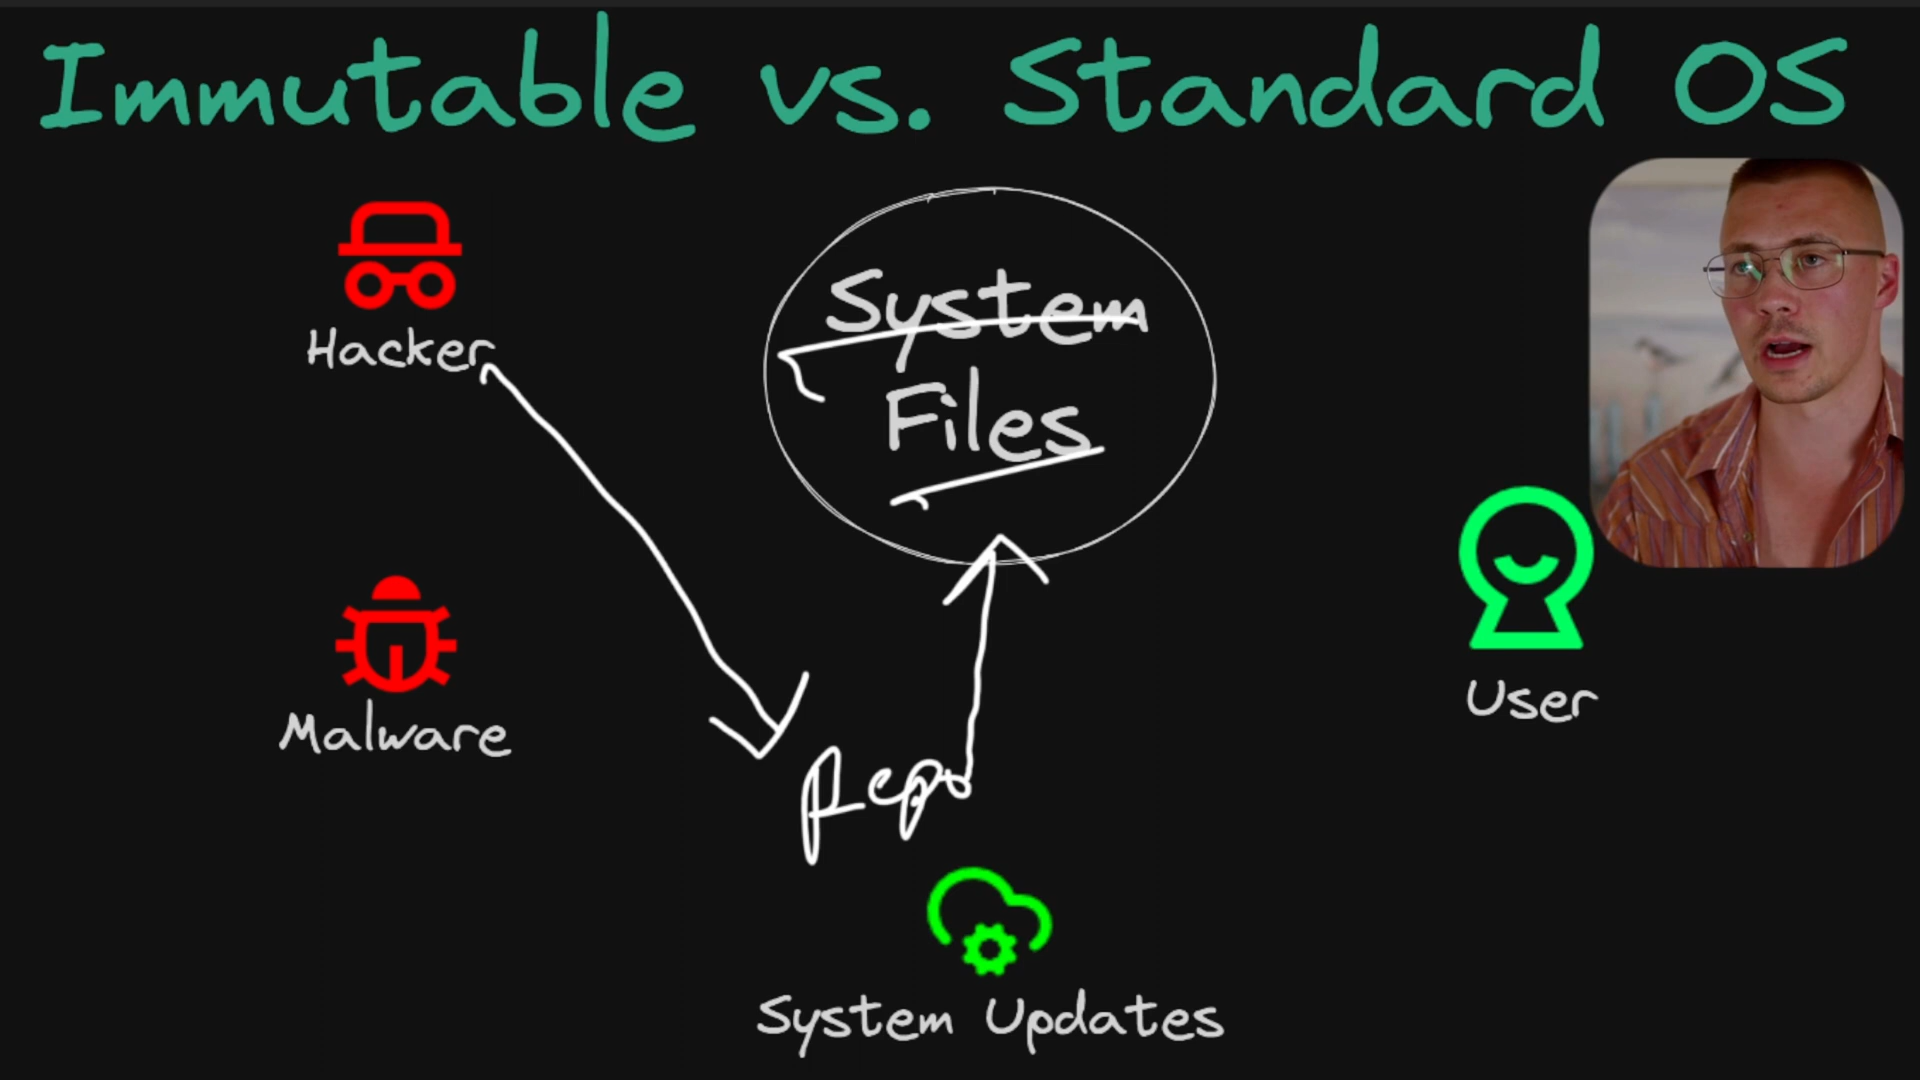 Immutable vs. Standard OS
Hacker
System
Files
Malware
User
Repo
System Updates